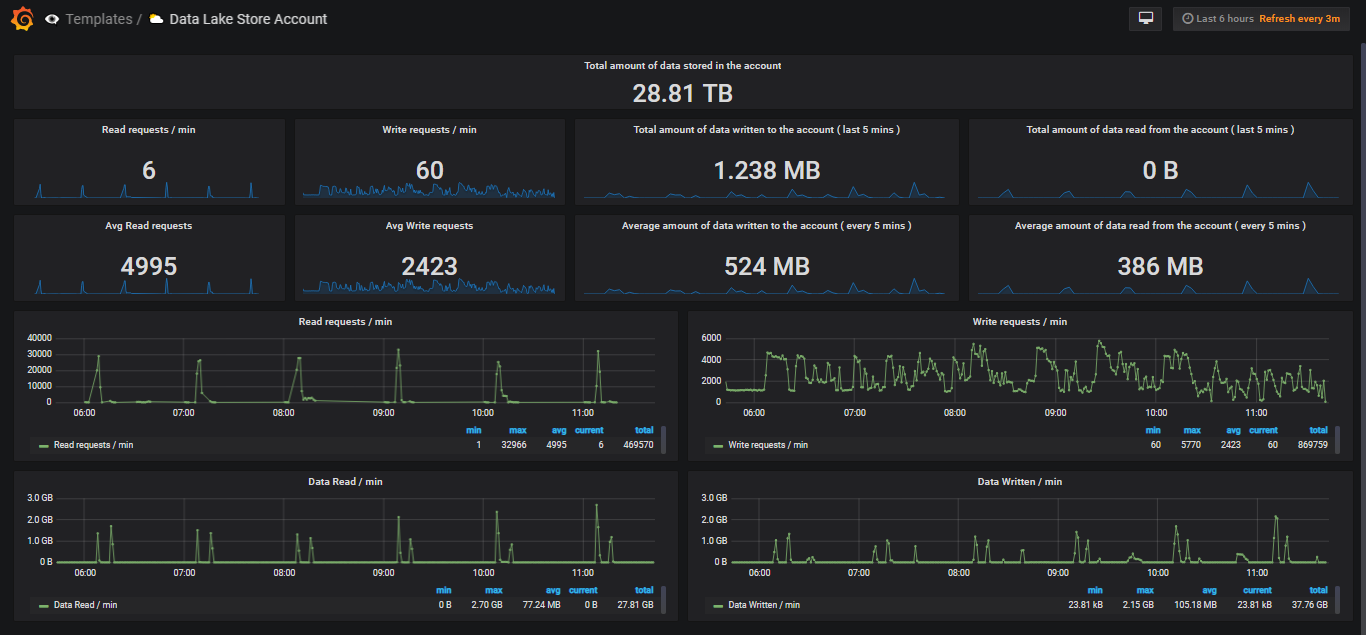 Templates / Data Lake Store Account
Last 6 hours Refresh every 3m
Total amount of data stored in the account
28.81 TB
Read requests / min
6
Write requests / min
60
Total amount of data written to the account ( last 5 mins )
1.238 MB
Total amount of data read from the account ( last 5 mins )
0 B
Avg Read requests
4995
Avg Write requests
2423
Average amount of data written to the account ( every 5 mins )
524 MB
Average amount of data read from the account ( every 5 mins )
386 MB
Read requests / min
40000
30000
20000
10000
0
06:00 07:00 08:00 09:00 10:00 11:00
min max avg current total
Read requests / min 1 32966 4995 6 469570
Write requests / min
6000
4000
2000
0
06:00 07:00 08:00 09:00 10:00 11:00
min max avg current total
Write requests / min 60 5770 2423 60 869759
Data Read / min
3.0 GB
2.0 GB
1.0 GB
0 B
06:00 07:00 08:00 09:00 10:00 11:00
min max avg current total
Data Read / min 0 B 2.70 GB 77.24 MB 0 B 27.81 GB
Data Written / min
3.0 GB
2.0 GB
1.0 GB
0 B
06:00 07:00 08:00 09:00 10:00 11:00
min max avg current total
Data Written / min 23.81 kB 2.15 GB 105.18 MB 23.81 kB 37.76 GB